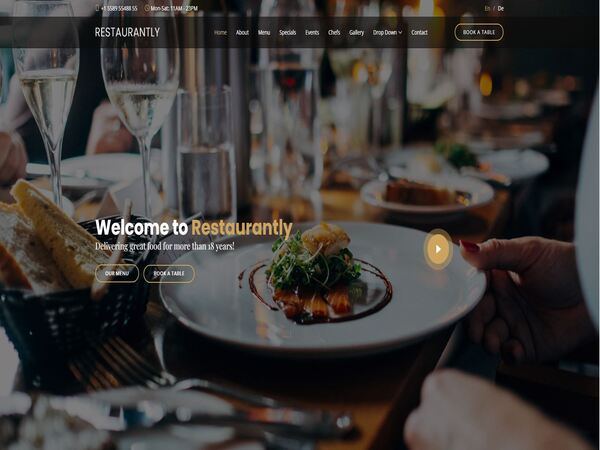 +1 5589 55488 55 Mon-Sat: 11AM - 23PM En / De
RESTAURANTLY Home About Menu Specials Events Chefs Gallery Drop Down Contact BOOK A TABLE
Welcome to Restaurantly
Delivering great food for more than 18 years!
OUR MENU BOOK A TABLE